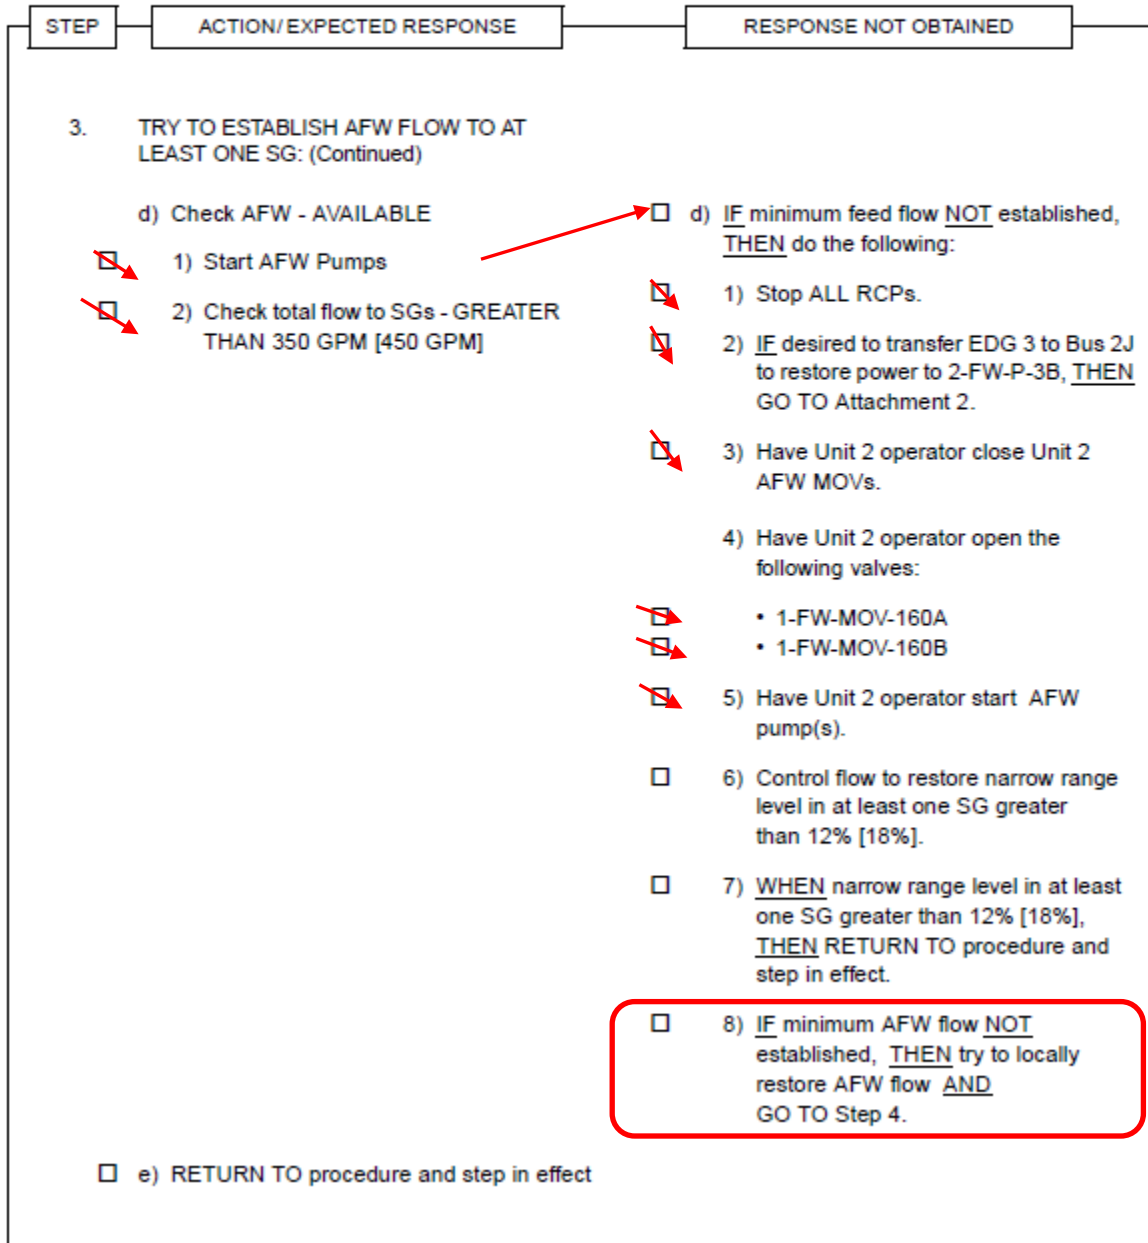 STEP
ACTION/ EXPECTED RESPONSE
RESPONSE NOT OBTAINED
3. TRY TO ESTABLISH AFW FLOW TO AT
LEAST ONE SG: (Continued)
d) Check AFW - AVAILABLE
1) Start AFW Pumps
2) Check total flow to SGs - GREATER
THAN 350 GPM [450 GPM]
d) IF minimum feed flow NOT established,
THEN do the following:
1) Stop ALL RCPs.
2) IF desired to transfer EDG 3 to Bus 2J
to restore power to 2-FW-P-3B, THEN
GO TO Attachment 2.
3) Have Unit 2 operator close Unit 2
AFW MOVs.
4) Have Unit 2 operator open the
following valves:
• 1-FW-MOV-160A
• 1-FW-MOV-160B
5) Have Unit 2 operator start AFW
pump(s).
6) Control flow to restore narrow range
level in at least one SG greater
than 12% [18%].
7) WHEN narrow range level in at least
one SG greater than 12% [18%],
THEN RETURN TO procedure and
step in effect.
8) IF minimum AFW flow NOT
established, THEN try to locally
restore AFW flow AND
GO TO Step 4.
e) RETURN TO procedure and step in effect